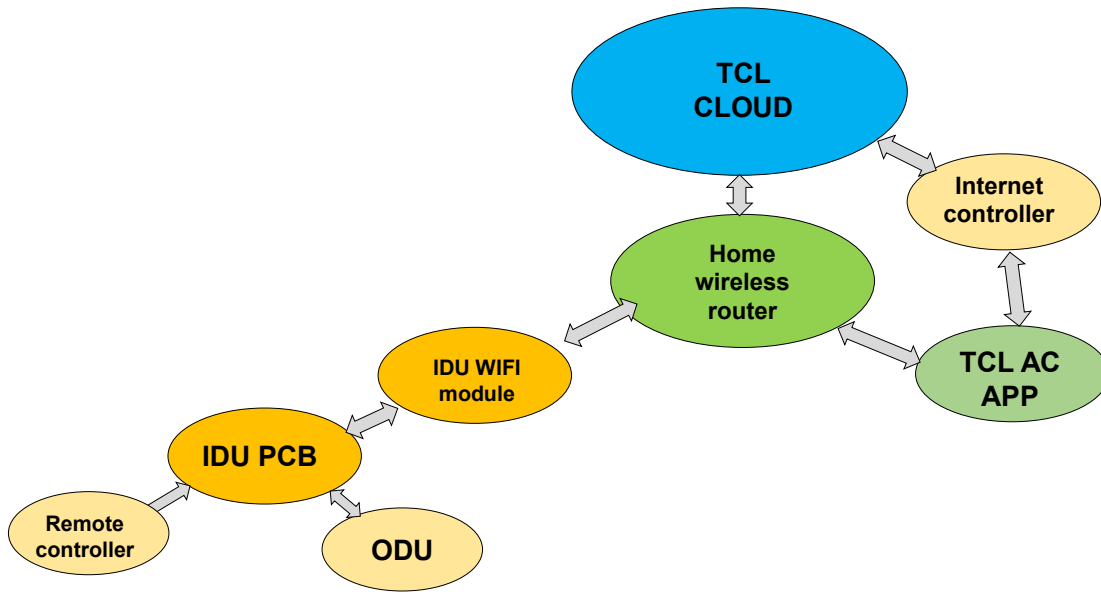 TCL
CLOUD
Internet
controller
Home
wireless
router
IDU WIFI
module
TCL AC
APP
IDU PCB
Remote
controller
ODU